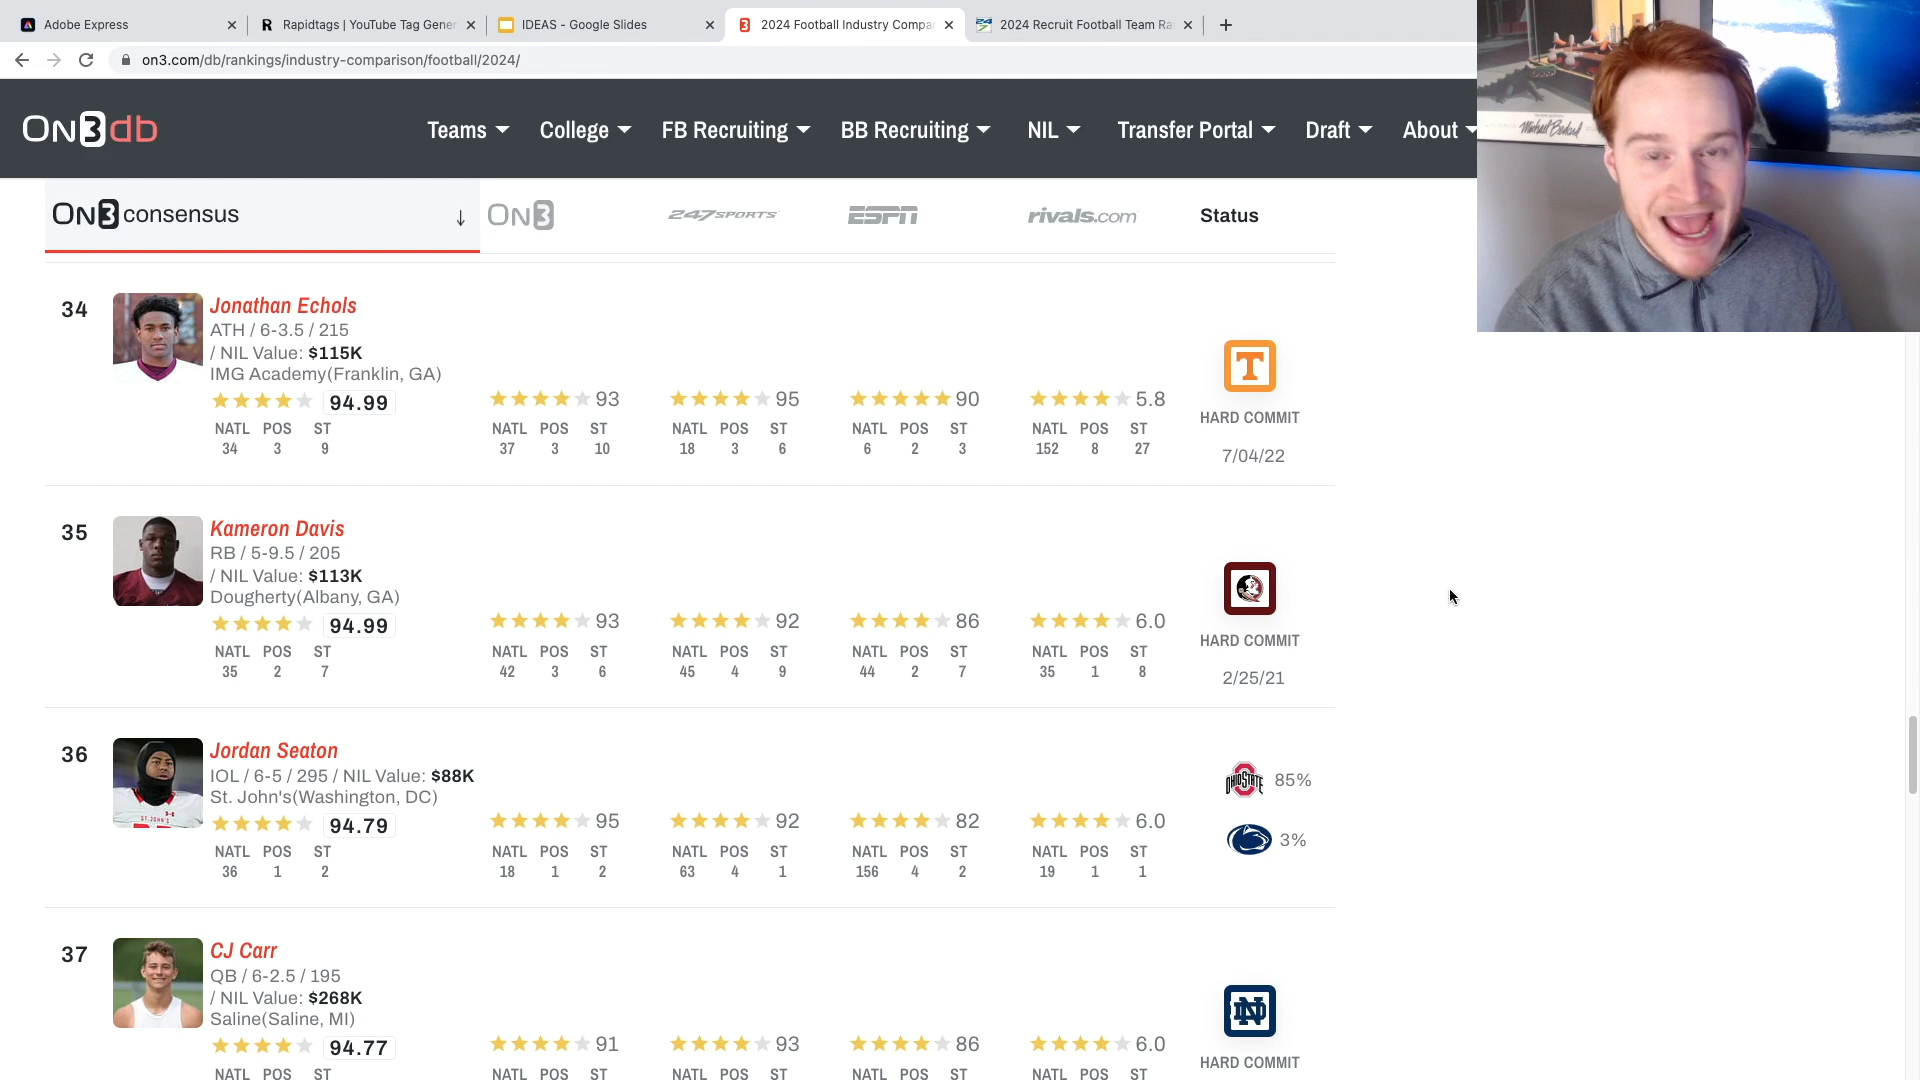 Adobe Express
Rapidtags | YouTube Tag Gener
IDEAS - Google Slides
2024 Football Industry Compa
2024 Recruit Football Team Ra
on3.com/db/rankings/industry-comparison/football/2024/
ON3db
Teams College FB Recruiting BB Recruiting NIL Transfer Portal Draft About
Michael Badand
ON3 consensus ↓ ON3 247SPORTS ESPN rivals.com Status
34
Jonathan Echols
ATH / 6-3.5 / 215
/ NIL Value: $115K
IMG Academy(Franklin, GA)
94.99 93 95 90 5.8
T
HARD COMMIT
NATL POS ST NATL POS ST NATL POS ST NATL POS ST NATL POS ST
34 3 9 37 3 10 18 3 6 6 2 3 152 8 27
7/04/22
35
Kameron Davis
RB / 5-9.5 / 205
/ NIL Value: $113K
Dougherty(Albany, GA)
94.99 93 92 86 6.0
HARD COMMIT
NATL POS ST NATL POS ST NATL POS ST NATL POS ST NATL POS ST
35 2 7 42 3 6 45 4 9 44 2 7 35 1 8
2/25/21
36
Jordan Seaton
IOL / 6-5 / 295 / NIL Value: $88K
St. John's(Washington, DC)
ST.JOHN'S
94.79 95 92 82 6.0
OHIO STATE 85%
3%
NATL POS ST NATL POS ST NATL POS ST NATL POS ST NATL POS ST
36 1 2 18 1 2 63 4 1 156 4 2 19 1 1
37
CJ Carr
QB / 6-2.5 / 195
/ NIL Value: $268K
Saline(Saline, MI)
94.77 91 93 86 6.0
ND
HARD COMMIT
NATL POS ST NATL POS ST NATL POS ST NATL POS ST NATL POS ST